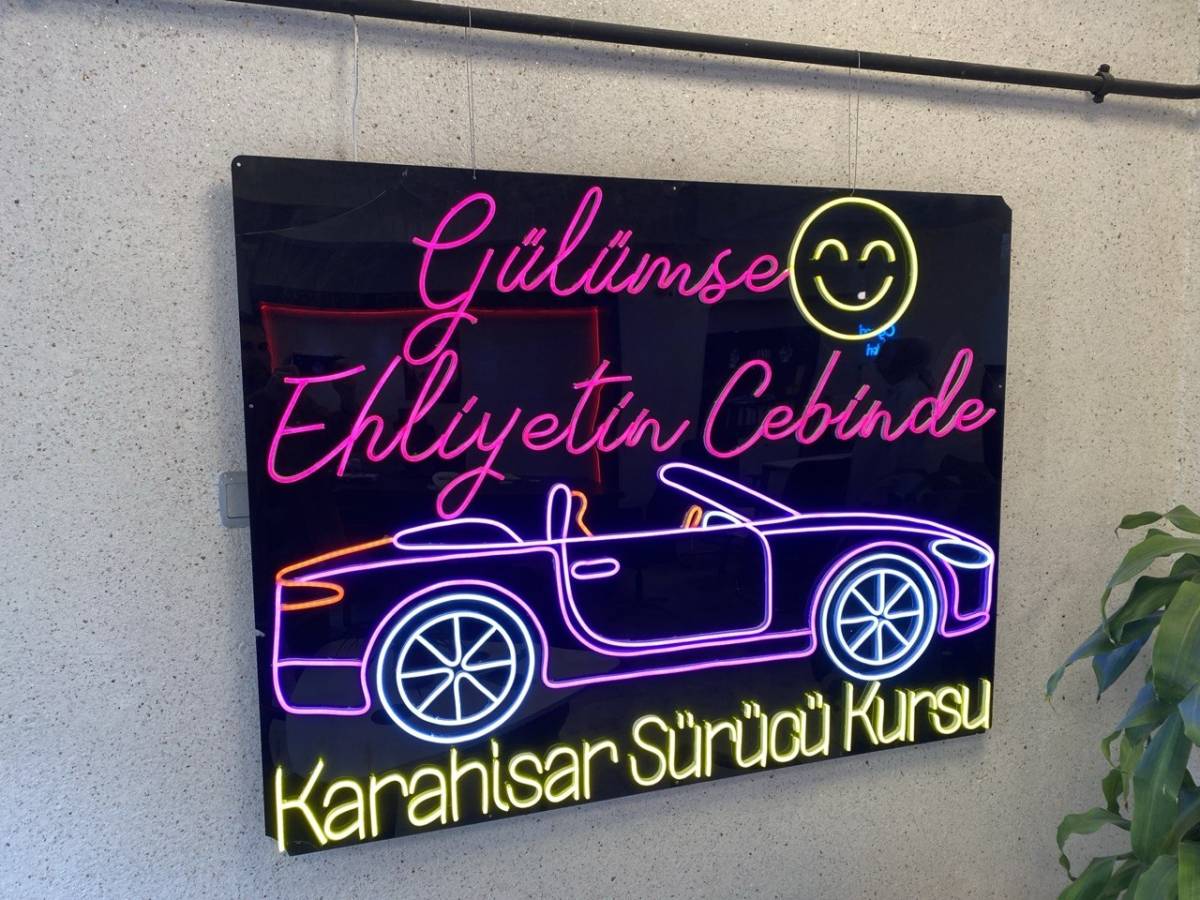 Gülümse
Ehliyetin Cebinde
Karahisar Sürücü Kursu